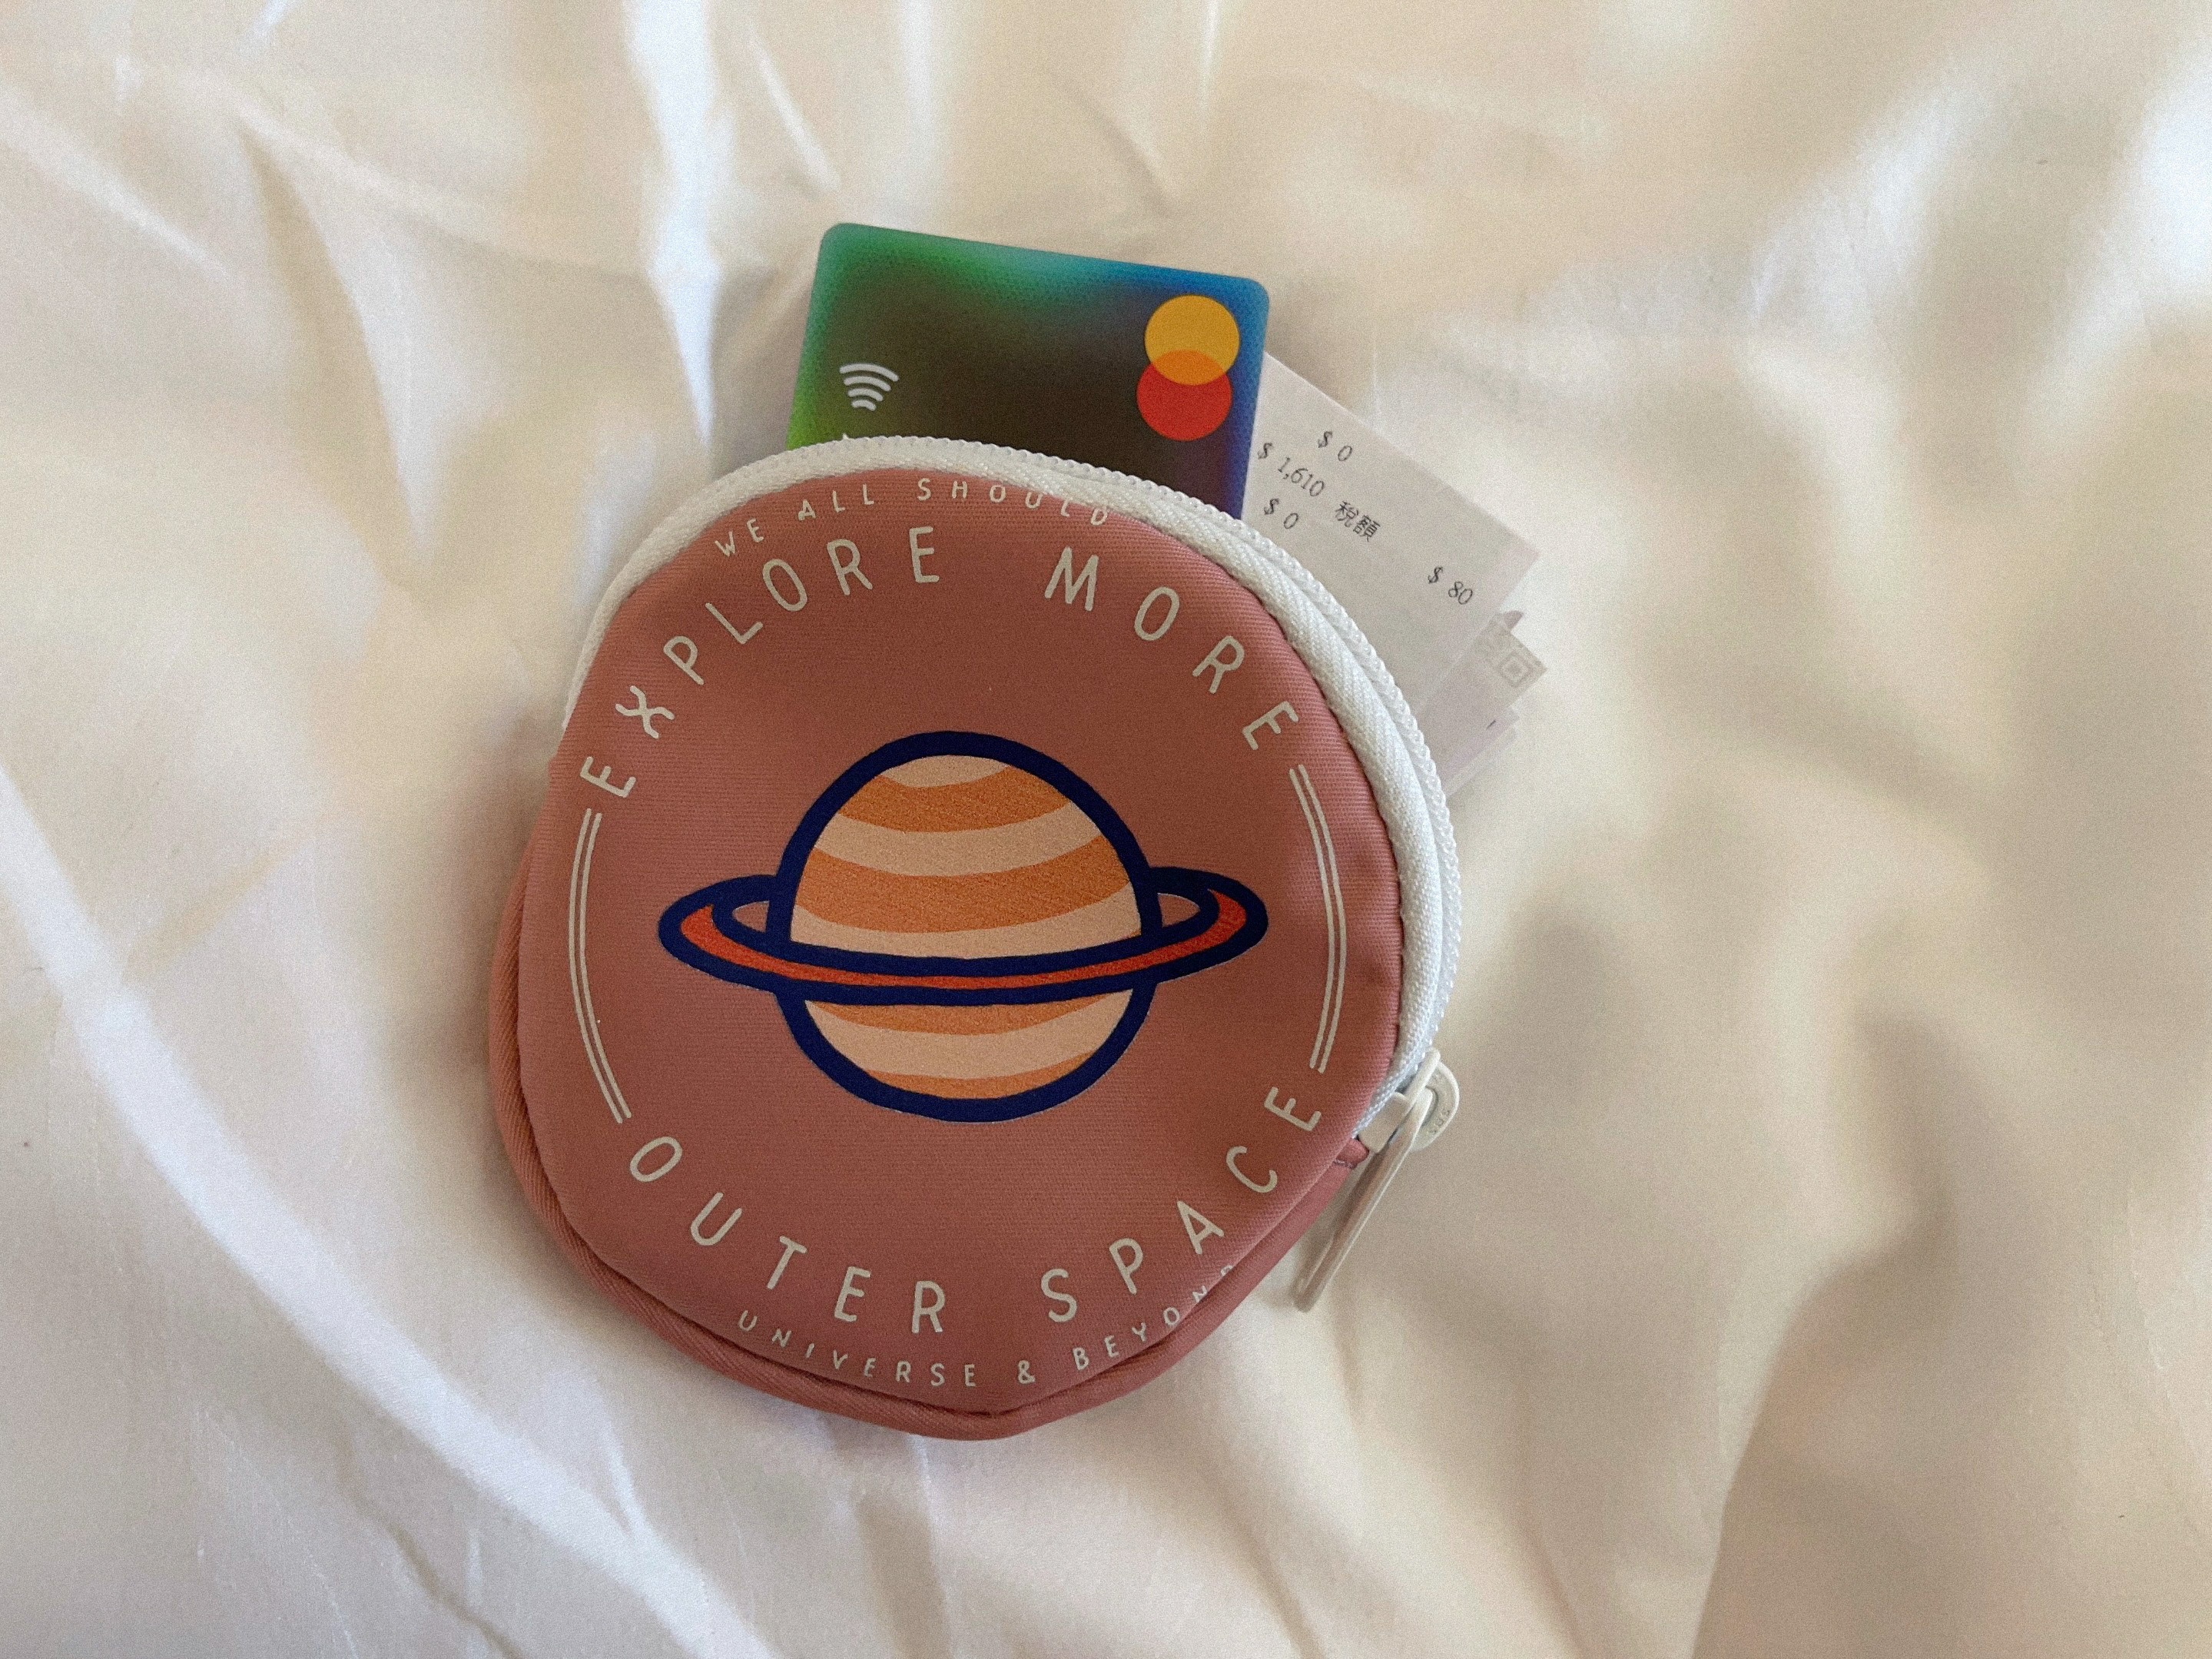 $ 0
$ 1,610 稅額
$ 0
$ 80
WE ALL SHOULD
EXPLORE MORE
OUTER SPACE
UNIVERSE & BEYOND